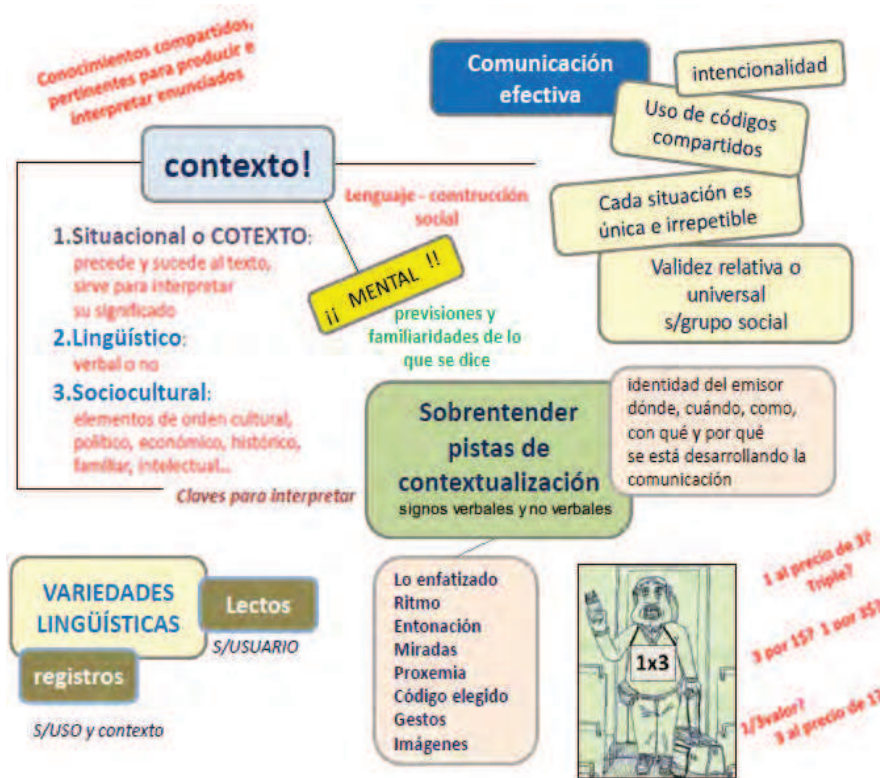 Conocimientos compartidos,
pertinentes para producir e
interpretar enunciados
contexto!
Lenguaje - construcción
social
1.Situacional o COTEXTO:
precede y sucede al texto,
sirve para interpretar
su significado
2.Lingüístico:
verbal o no
3.Sociocultural:
elementos de orden cultural,
político, económico, histórico,
familiar, intelectual...
Claves para interpretar
¡¡ MENTAL !!
previsiones y
familiaridades de lo
que se dice
Comunicación
efectiva
intencionalidad
Uso de códigos
compartidos
Cada situación es
única e irrepetible
Validez relativa o
universal
s/grupo social
Sobrentender
pistas de
contextualización
signos verbales y no verbales
identidad del emisor
dónde, cuándo, como,
con qué y por qué
se está desarrollando la
comunicación
Lo enfatizado
Ritmo
Entonación
Miradas
Proxemia
Código elegido
Gestos
Imágenes
VARIEDADES
LINGÜÍSTICAS
Lectos
S/USUARIO
registros
S/USO y contexto
1x3
1 al precio de 3?
Triple?
3 por 1$? 1 por 3$?
1/3valor?
3 al precio de 1?